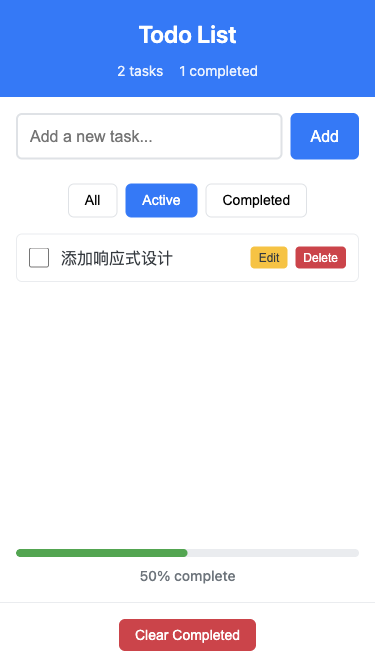 Todo List
2 tasks 1 completed
Add a new task...
Add
All Active Completed
添加响应式设计 Edit Delete
50% complete
Clear Completed